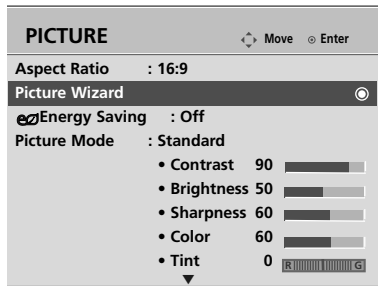 PICTURE Move Enter
Aspect Ratio : 16:9
Picture Wizard
Energy Saving : Off
Picture Mode : Standard
• Contrast 90
• Brightness 50
• Sharpness 60
• Color 60
• Tint 0 R G